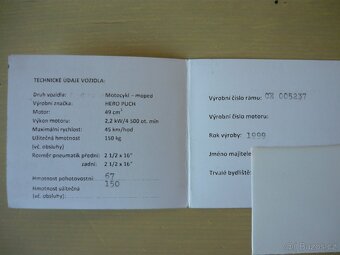 TECHNICKÉ ÚDAJE VOZIDLA:
Druh vozidla: Motocykl – moped
Výrobní značka: HERO PUCH
Motor: 49 cm³
Výkon motoru: 2,2 kW/4 500 ot. min
Maximální rychlost: 45 km/hod
Užitečná hmotnost 150 kg
(vč. obsluhy)
Rozměr pneumatik přední: 2 1/2 x 16"
zadní: 2 1/2 x 16"
Hmotnost pohotovostní: 67
Hmotnost užitečná 150
(vč. obsluhy)
Výrobní číslo rámu: 005237
Výrobní číslo motoru:
Rok výroby: 1999
Jméno majitele
Trvalé bydliště